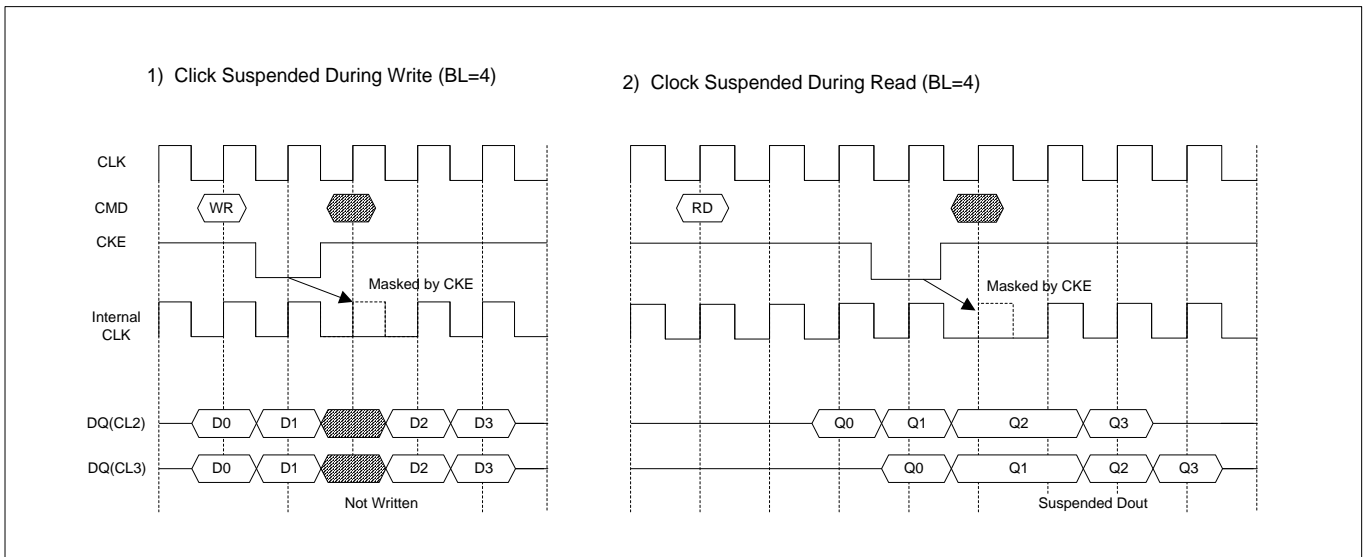 1) Click Suspended During Write (BL=4)
2) Clock Suspended During Read (BL=4)
CLK
CMD
WR
RD
CKE
Masked by CKE
Masked by CKE
Internal
CLK
DQ(CL2)
D0
D1
D2
D3
Q0
Q1
Q2
Q3
DQ(CL3)
D0
D1
D2
D3
Q0
Q1
Q2
Q3
Not Written
Suspended Dout